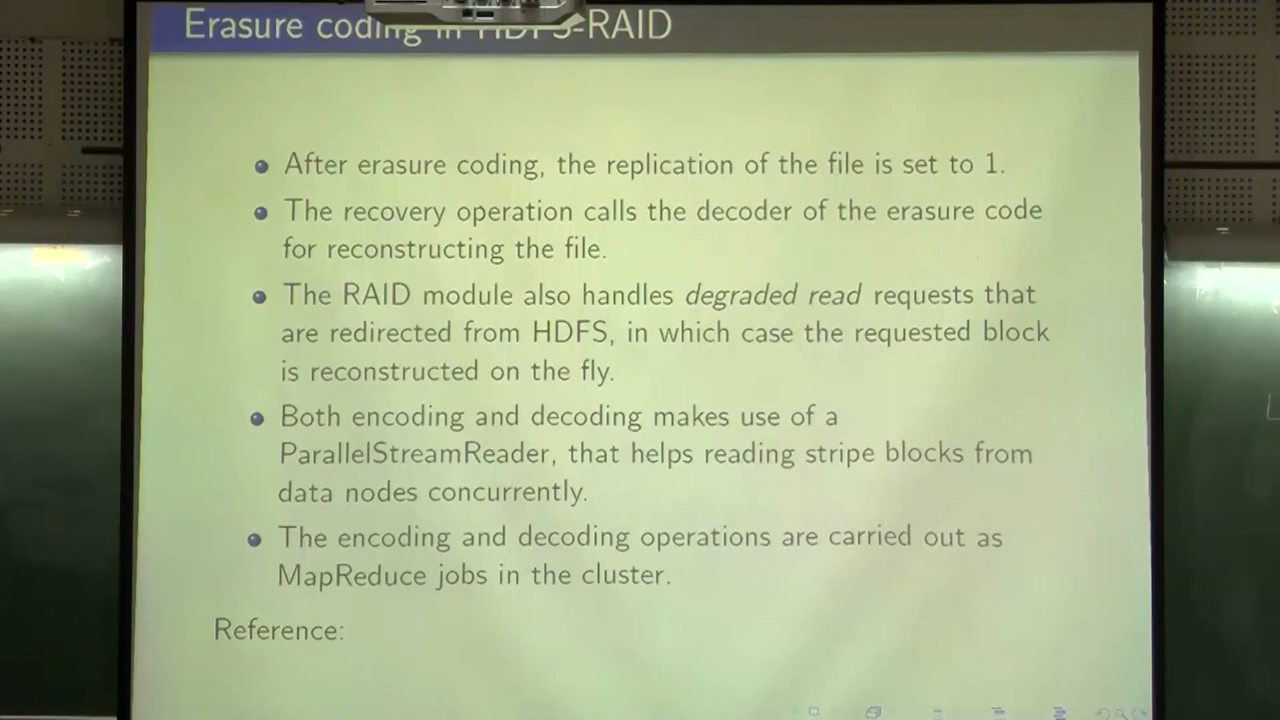 Erasure coding in HDFS-RAID
After erasure coding, the replication of the file is set to 1.
The recovery operation calls the decoder of the erasure code
for reconstructing the file.
The RAID module also handles degraded read requests that
are redirected from HDFS, in which case the requested block
is reconstructed on the fly.
Both encoding and decoding makes use of a
ParallelStreamReader, that helps reading stripe blocks from
data nodes concurrently.
The encoding and decoding operations are carried out as
MapReduce jobs in the cluster.
Reference: